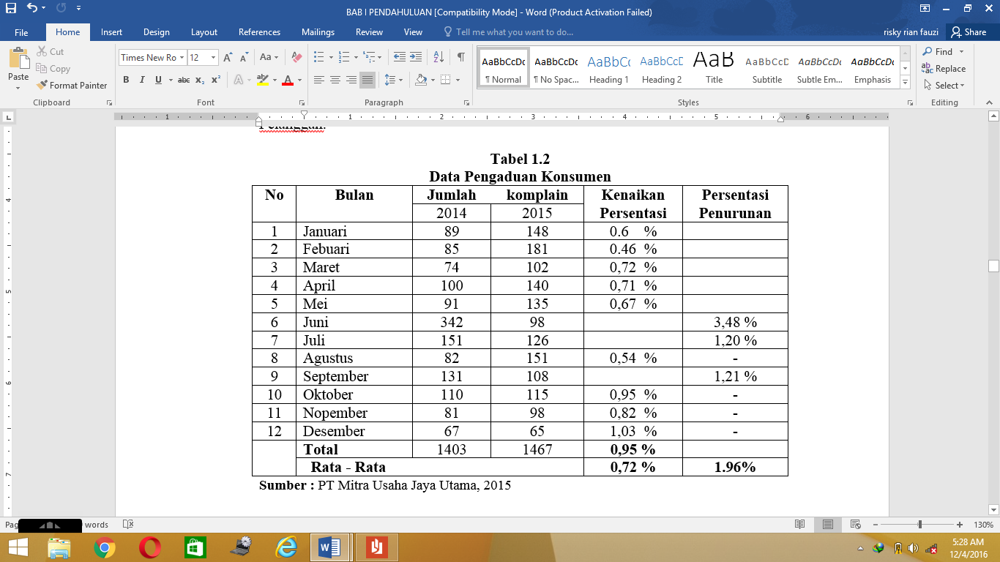 BAB I PENDAHULUAN [Compatibility Mode] - Word (Product Activation Failed)
File Home Insert Design Layout References Mailings Review View Tell me what you want to do... risky rian fauzi Share
Paste Cut Copy Format Painter Clipboard
Times New Ro 12 Font
Paragraph
AaBbCcDc AaBbCcDc AaBbCc AaBbCcD AaB AaBbCcD AaBbCcDc AaBbCcDc
¶ Normal ¶ No Spac... Heading 1 Heading 2 Title Subtitle Subtle Em... Emphasis
Styles
Find Replace Select Editing
1 1 2 3 4 5 6
Tabel 1.2
Data Pengaduan Konsumen
No Bulan Jumlah komplain Kenaikan Persentasi Persentasi Penurunan
2014 2015
1 Januari 89 148 0.6 %
2 Febuari 85 181 0.46 %
3 Maret 74 102 0,72 %
4 April 100 140 0,71 %
5 Mei 91 135 0,67 %
6 Juni 342 98 3,48 %
7 Juli 151 126 1,20 %
8 Agustus 82 151 0,54 % -
9 September 131 108 1,21 %
10 Oktober 110 115 0,95 % -
11 Nopember 81 98 0,82 % -
12 Desember 67 65 1,03 % -
Total 1403 1467 0,95 %
Rata - Rata 0,72 % 1.96%
Sumber : PT Mitra Usaha Jaya Utama, 2015
words 130%
5:28 AM
12/4/2016